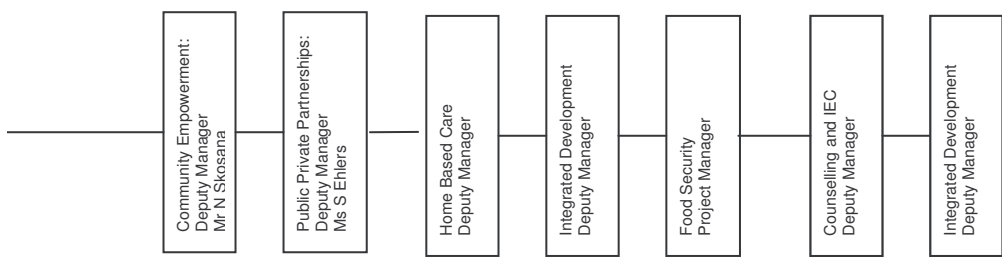 Community Empowerment:
Deputy Manager
Mr N Skosana
Public Private Partnerships:
Deputy Manager
Ms S Ehlers
Home Based Care
Deputy Manager
Integrated Development
Deputy Manager
Food Security
Project Manager
Counselling and IEC
Deputy Manager
Integrated Development
Deputy Manager